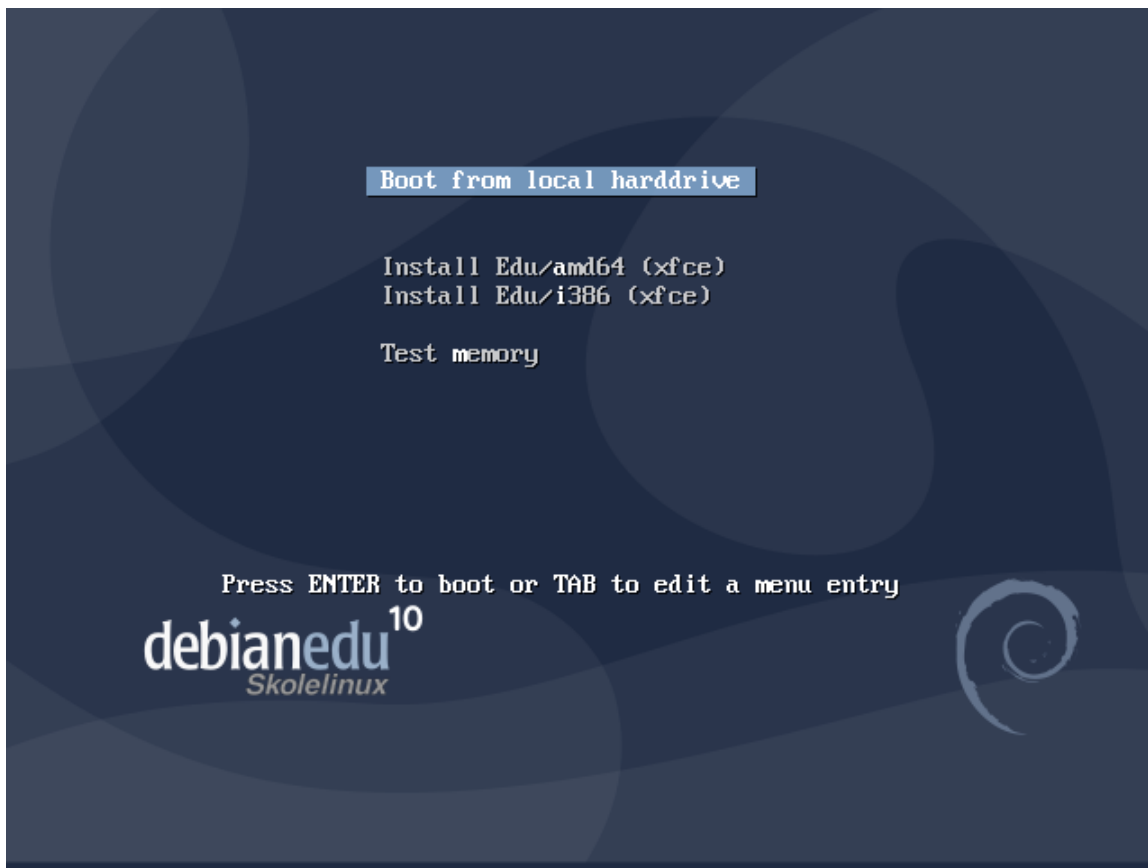 Boot from local harddrive
Install Edu/amd64 (xfce)
Install Edu/i386 (xfce)
Test memory
Press ENTER to boot or TAB to edit a menu entry
debianedu 10
Skolelinux